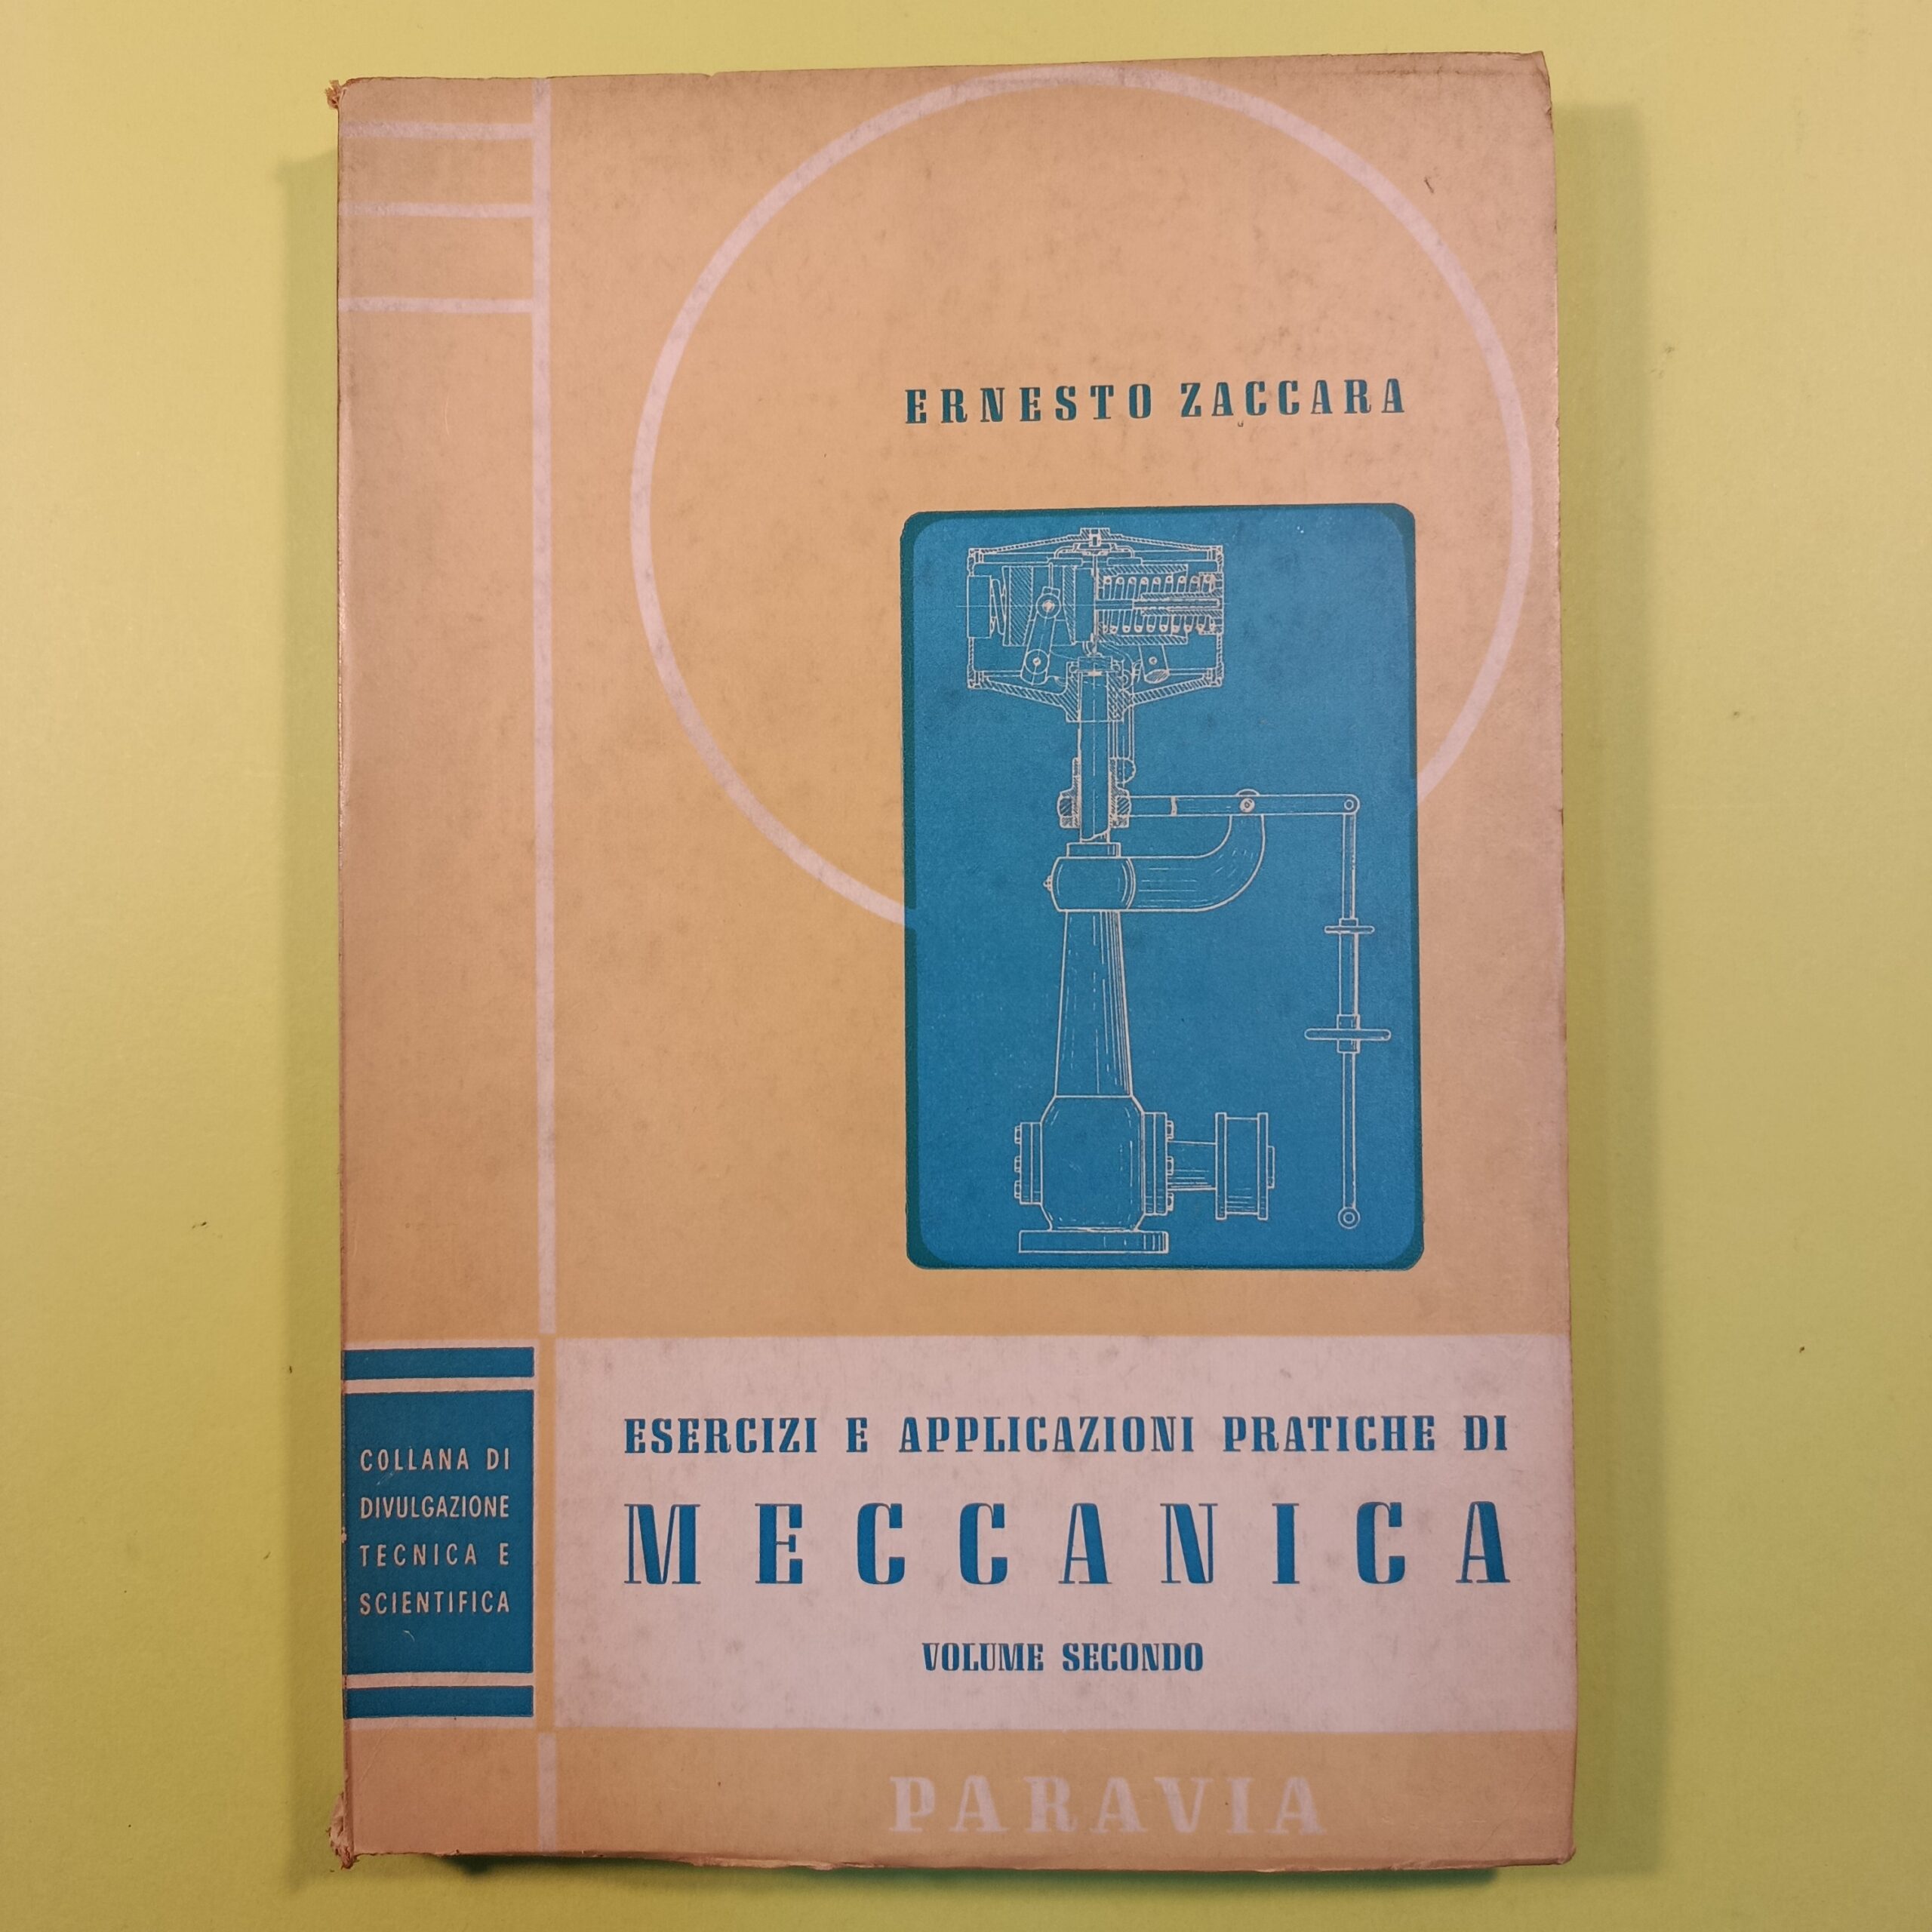 ERNESTO ZACCARA
ESERCIZI E APPLICAZIONI PRATICHE DI
MECCANICA
VOLUME SECONDO
COLLANA DI
DIVULGAZIONE
TECNICA E
SCIENTIFICA
PARAVIA